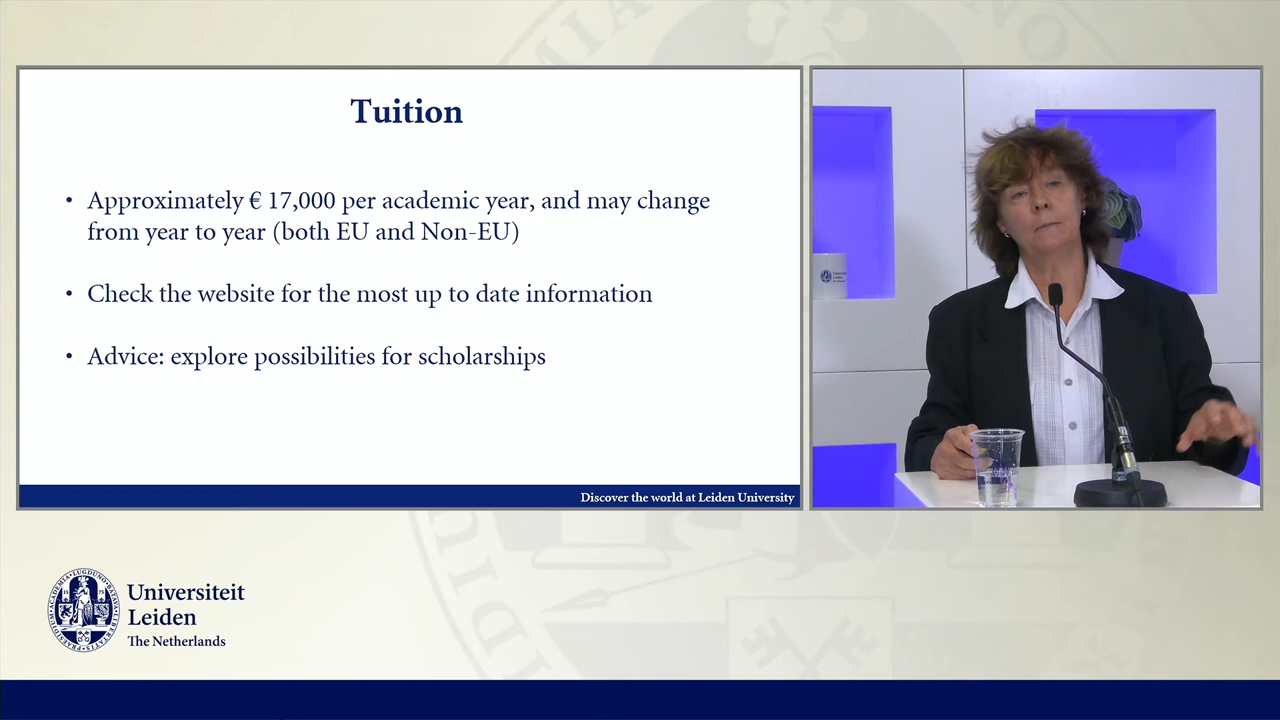 Tuition
• Approximately € 17,000 per academic year, and may change
from year to year (both EU and Non-EU)
• Check the website for the most up to date information
• Advice: explore possibilities for scholarships
Discover the world at Leiden University
Universiteit
Leiden
The Netherlands